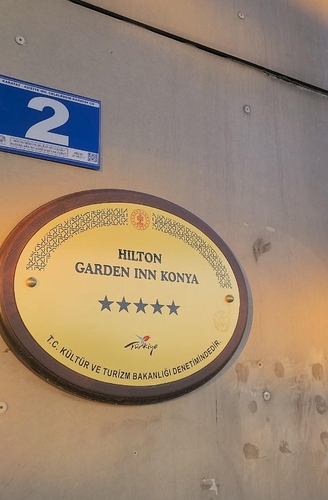 2
HILTON
GARDEN INN KONYA
Türkiye
T.C. KÜLTÜR VE TURİZM BAKANLIĞI DENETİMİNDEDİR.